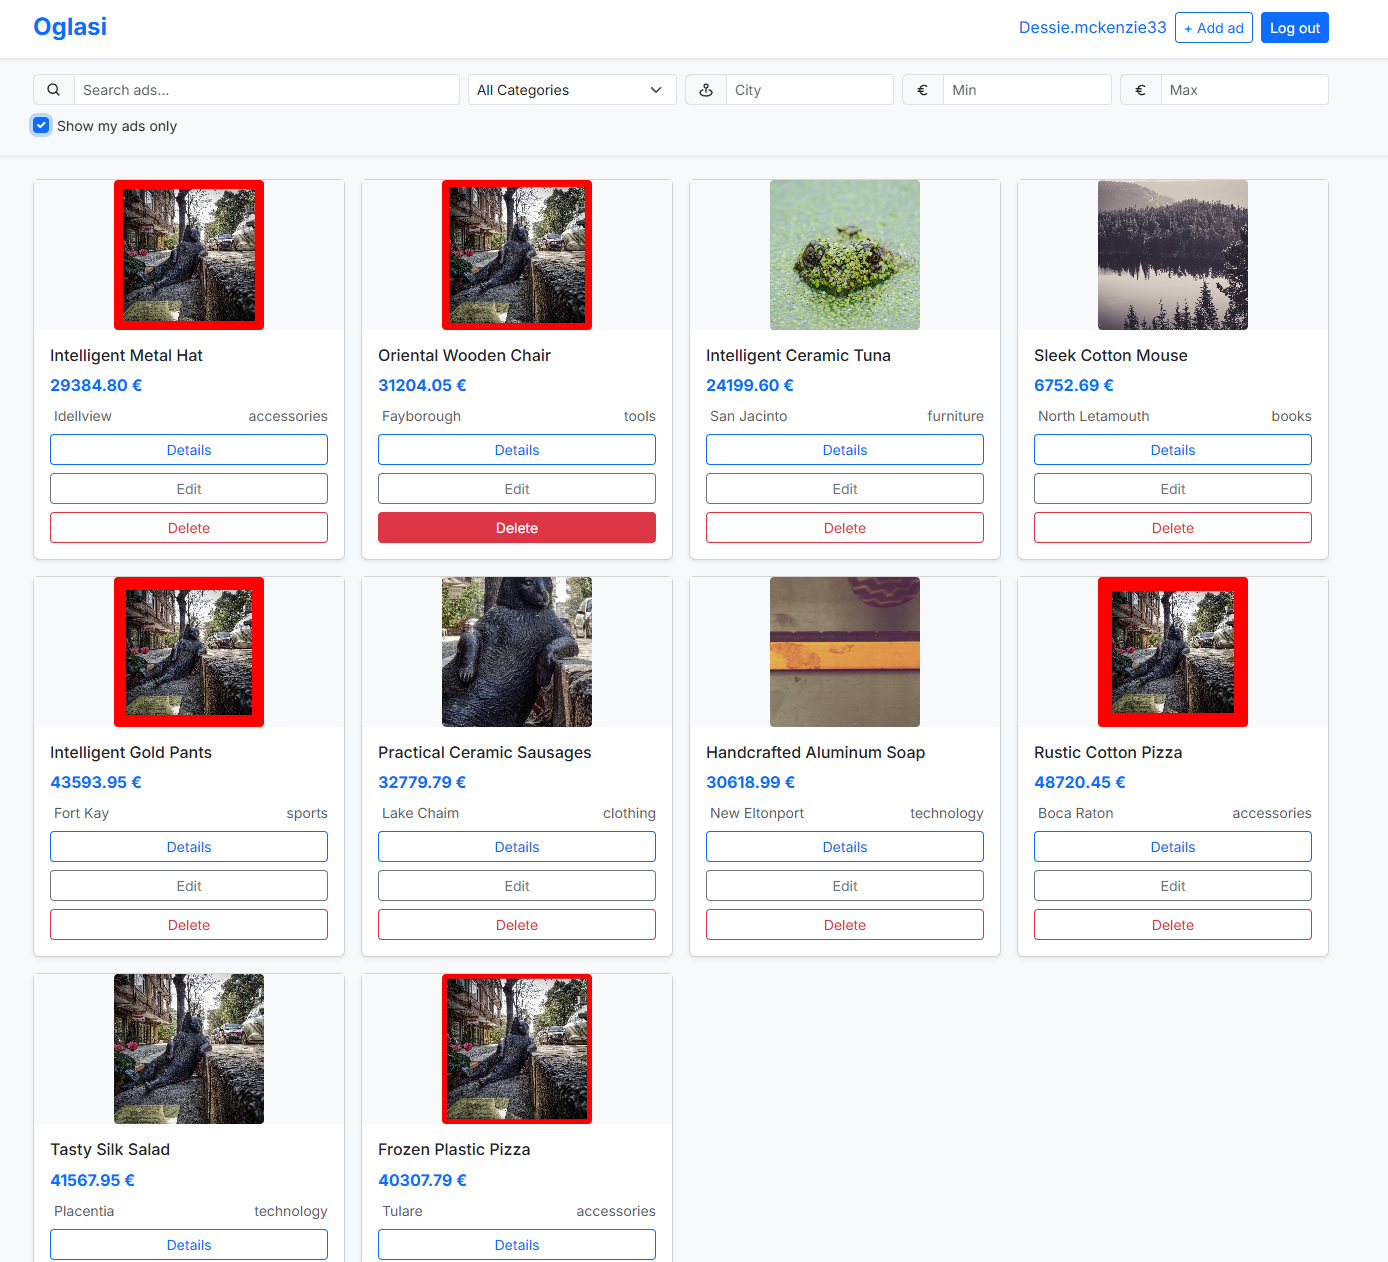 Oglasi
Dessie.mckenzie33 + Add ad Log out
Search ads... All Categories City € Min € Max
Show my ads only
Intelligent Metal Hat
29384.80 €
Idellview accessories
Details
Edit
Delete
Oriental Wooden Chair
31204.05 €
Fayborough tools
Details
Edit
Delete
Intelligent Ceramic Tuna
24199.60 €
San Jacinto furniture
Details
Edit
Delete
Sleek Cotton Mouse
6752.69 €
North Letamouth books
Details
Edit
Delete
Intelligent Gold Pants
43593.95 €
Fort Kay sports
Details
Edit
Delete
Practical Ceramic Sausages
32779.79 €
Lake Chaim clothing
Details
Edit
Delete
Handcrafted Aluminum Soap
30618.99 €
New Eltonport technology
Details
Edit
Delete
Rustic Cotton Pizza
48720.45 €
Boca Raton accessories
Details
Edit
Delete
Tasty Silk Salad
41567.95 €
Placentia technology
Details
Frozen Plastic Pizza
40307.79 €
Tulare accessories
Details